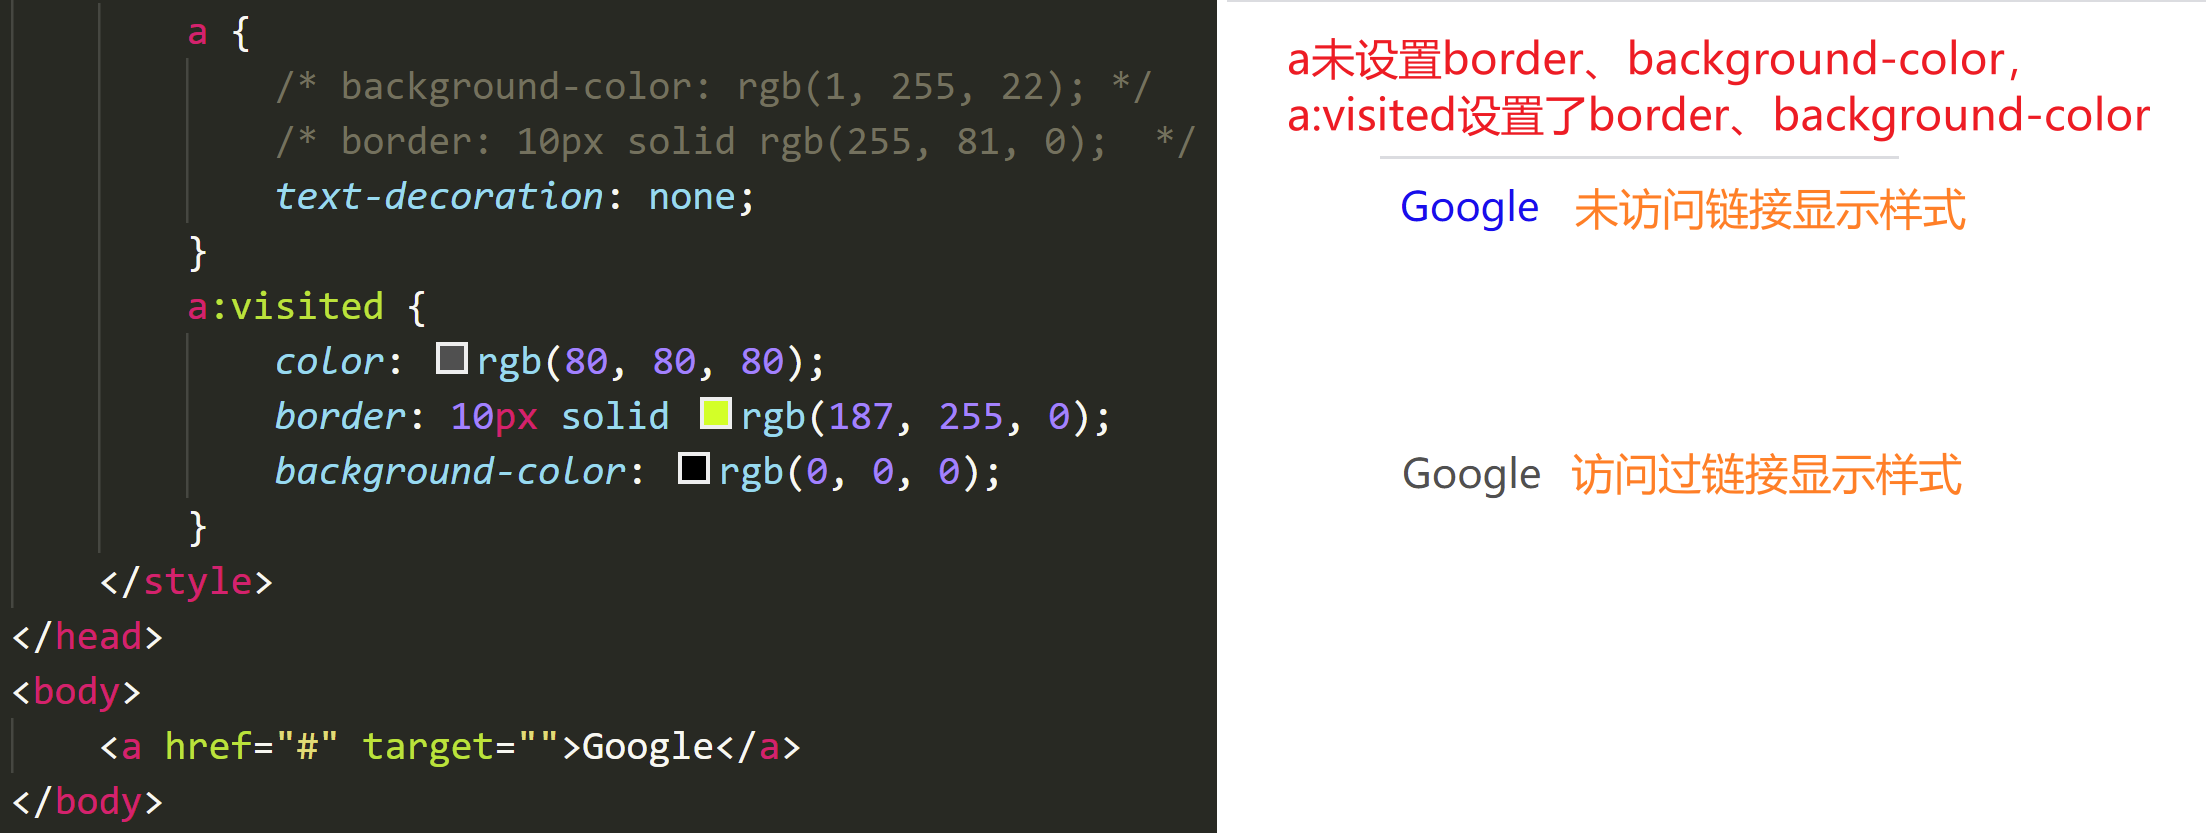 a {
/* background-color: rgb(1, 255, 22); */
/* border: 10px solid rgb(255, 81, 0);  */
text-decoration: none;
}
a:visited {
color: rgb(80, 80, 80);
border: 10px solid rgb(187, 255, 0);
background-color: rgb(0, 0, 0);
}
</style>
</head>
<body>
<a href="#" target="">Google</a>
</body>
a未设置border、background-color,
a:visited设置了border、background-color
Google 未访问链接显示样式
Google 访问过链接显示样式